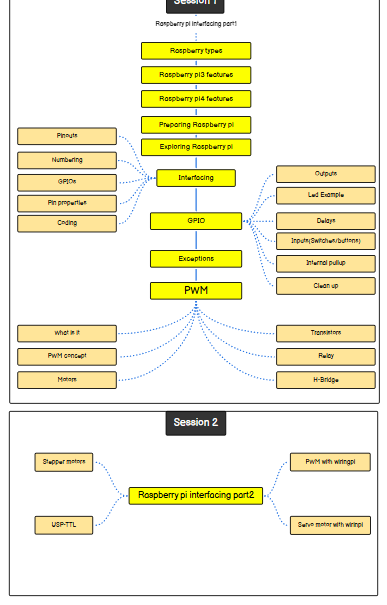 Session 1
Raspberry pi interfacing part1
Raspberry types
Raspberry pi3 features
Raspberry pi4 features
Preparing Raspberry pi
Exploring Raspberry pi
Interfacing
Pinouts
Numbering
GPIOs
Pin properties
Coding
GPIO
Outputs
Led Example
Delays
Inputs(Switches/buttons)
Internal pullup
Clean up
Exceptions
PWM
what is it
PWM concept
Motors
Transistors
Relay
H-Bridge
Session 2
Raspberry pi interfacing part2
Stepper motors
USP-TTL
PWM with wiringpi
Servo motor with wiringpi